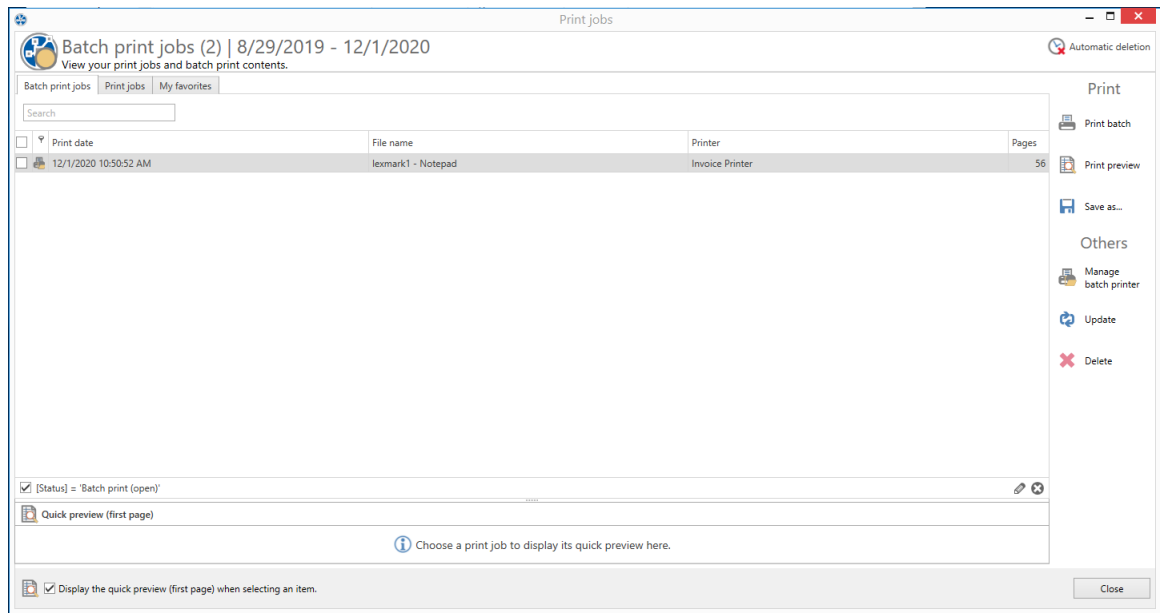 Print jobs
Batch print jobs (2) | 8/29/2019 - 12/1/2020
View your print jobs and batch print contents.
Automatic deletion
Batch print jobs Print jobs My favorites
Search
Print date File name Printer Pages
12/1/2020 10:50:52 AM lexmark1 - Notepad Invoice Printer 56
[Status] = 'Batch print (open)'
Quick preview (first page)
Choose a print job to display its quick preview here.
Display the quick preview (first page) when selecting an item.
Print
Print batch
Print preview
Save as...
Others
Manage
batch printer
Update
Delete
Close